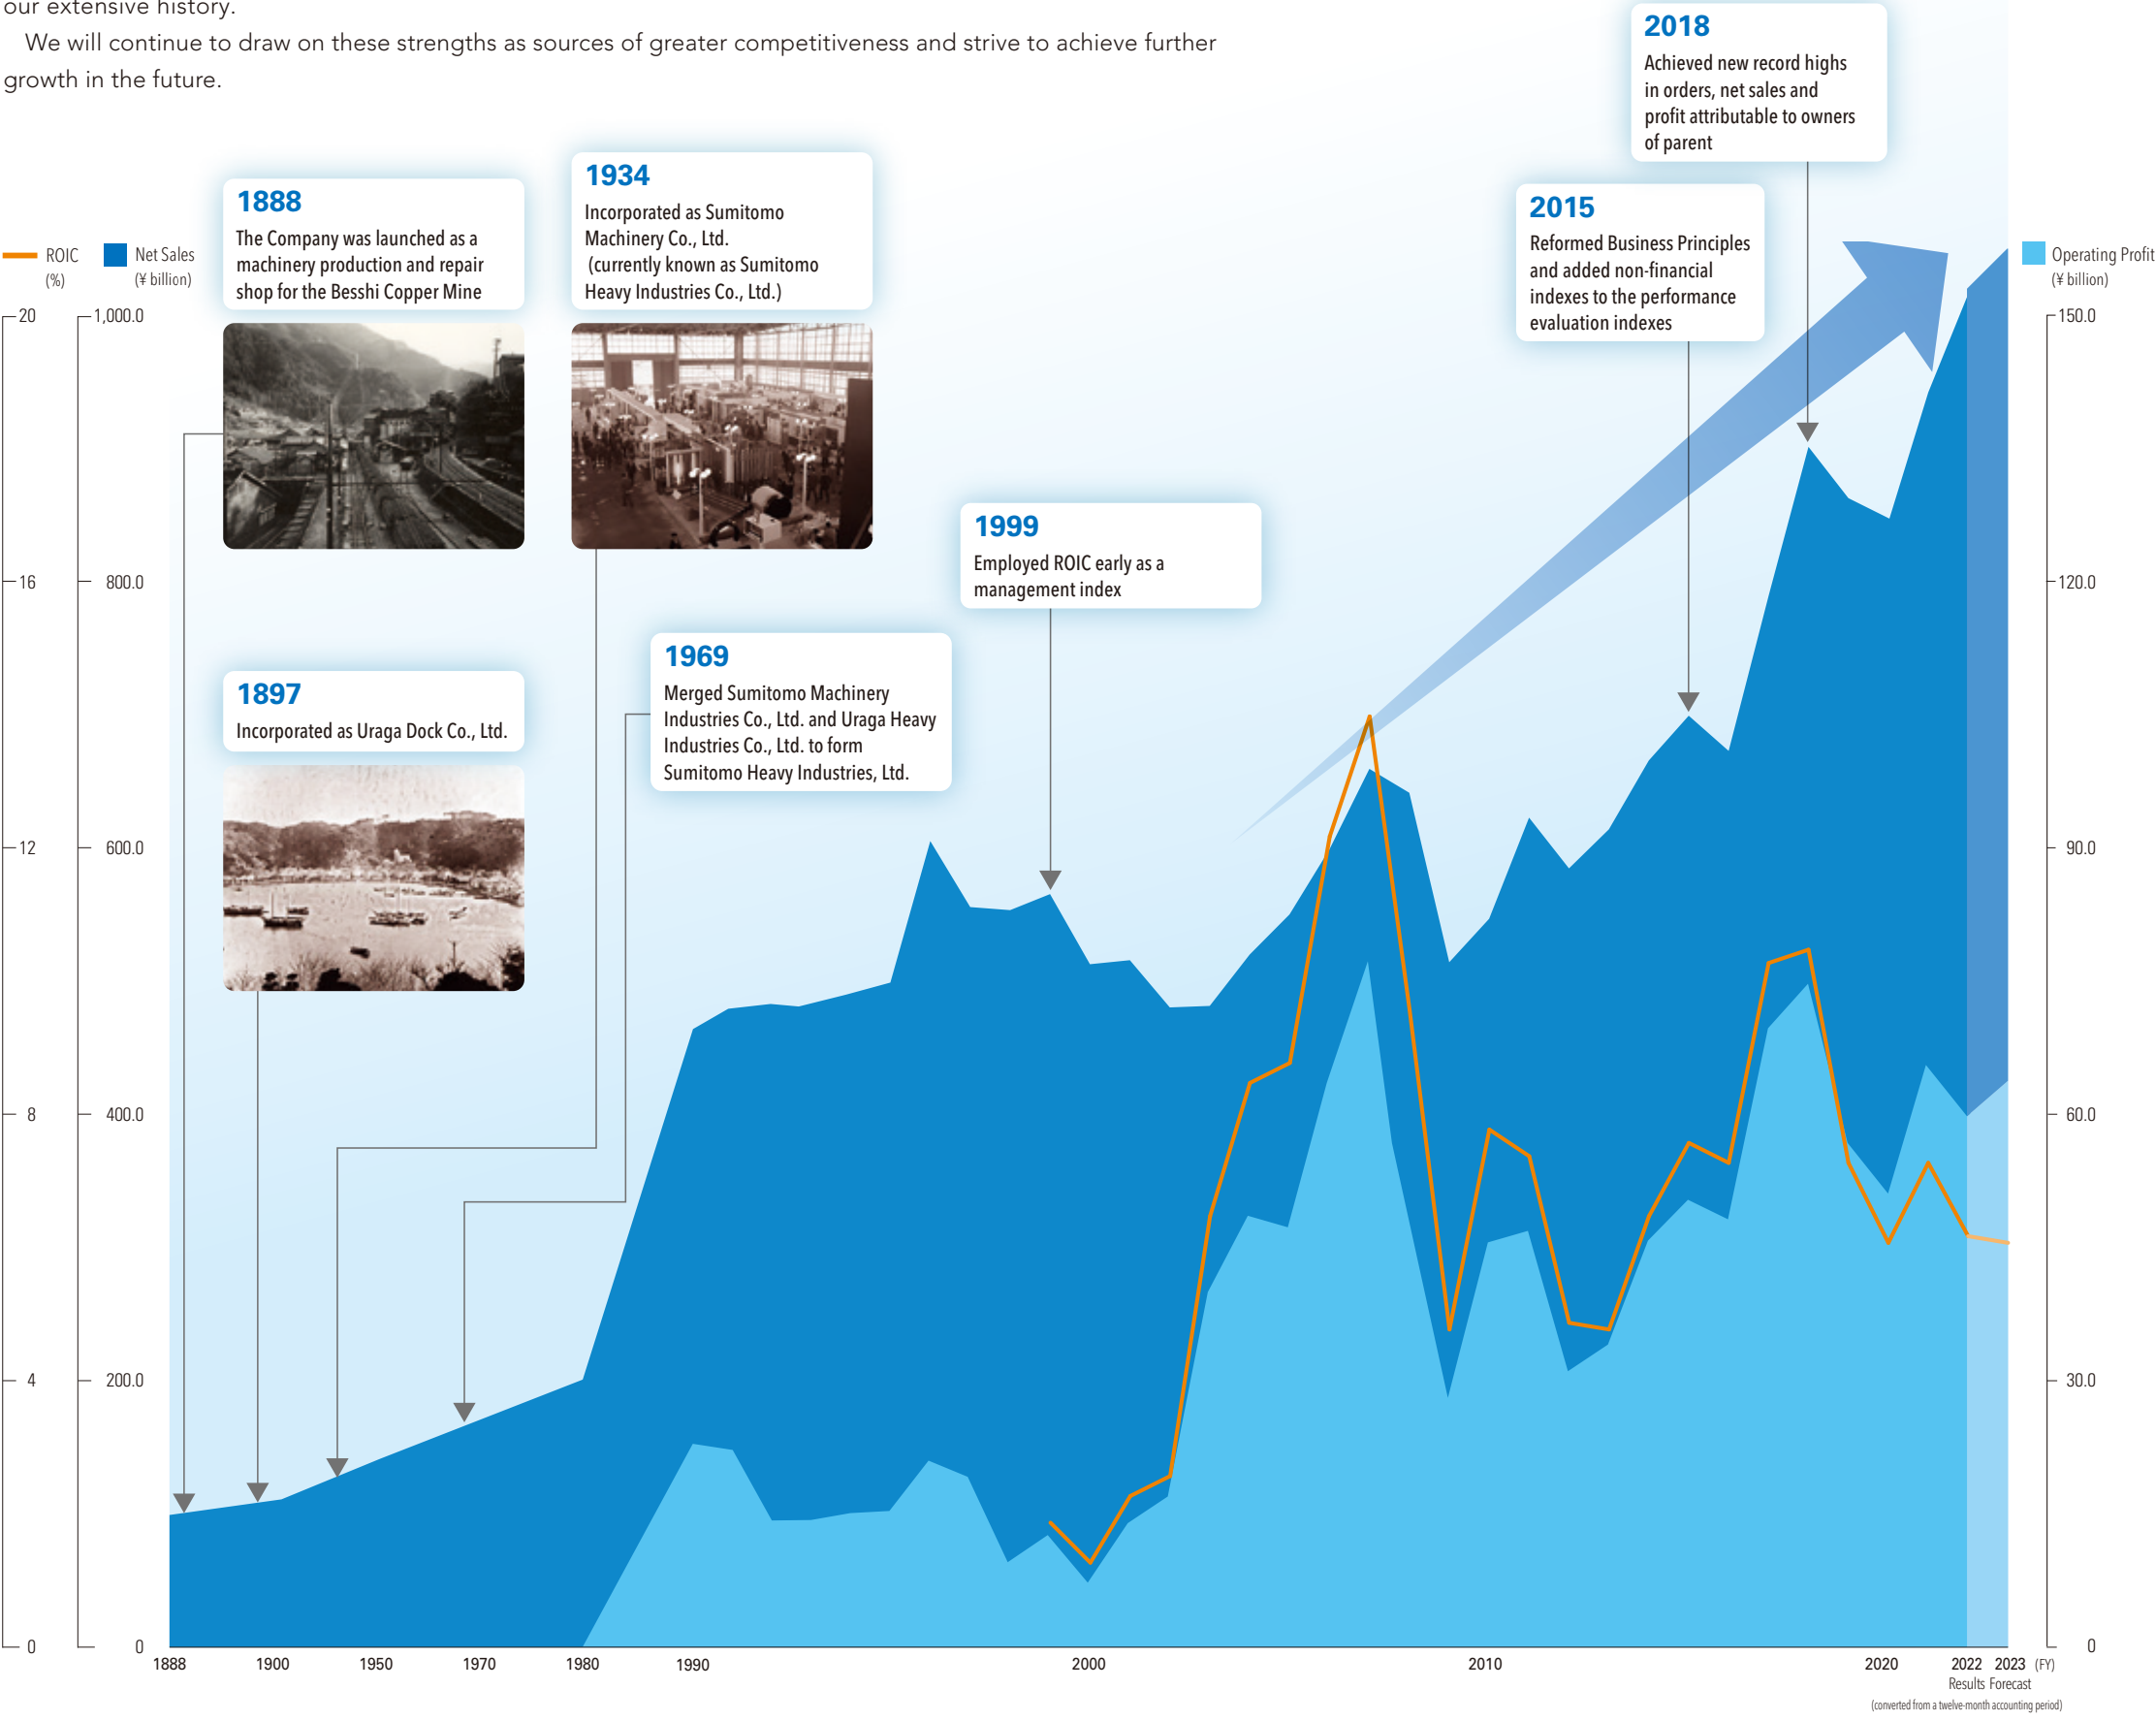 our extensive history.
We will continue to draw on these strengths as sources of greater competitiveness and strive to achieve further
growth in the future.
2018
Achieved new record highs
in orders, net sales and
profit attributable to owners
of parent
1888
The Company was launched as a
machinery production and repair
shop for the Besshi Copper Mine
1934
Incorporated as Sumitomo
Machinery Co., Ltd.
(currently known as Sumitomo
Heavy Industries Co., Ltd.)
2015
Reformed Business Principles
and added non-financial
indexes to the performance
evaluation indexes
ROIC
(%)
Net Sales
(¥ billion)
Operating Profit
(¥ billion)
1999
Employed ROIC early as a
management index
1897
Incorporated as Uraga Dock Co., Ltd.
1969
Merged Sumitomo Machinery
Industries Co., Ltd. and Uraga Heavy
Industries Co., Ltd. to form
Sumitomo Heavy Industries, Ltd.
20
16
12
8
4
0
1,000.0
800.0
600.0
400.0
200.0
0
150.0
120.0
90.0
60.0
30.0
0
1888 1900 1950 1970 1980 1990 2000 2010 2020 2022 2023 (FY)
Results Forecast
(converted from a twelve-month accounting period)